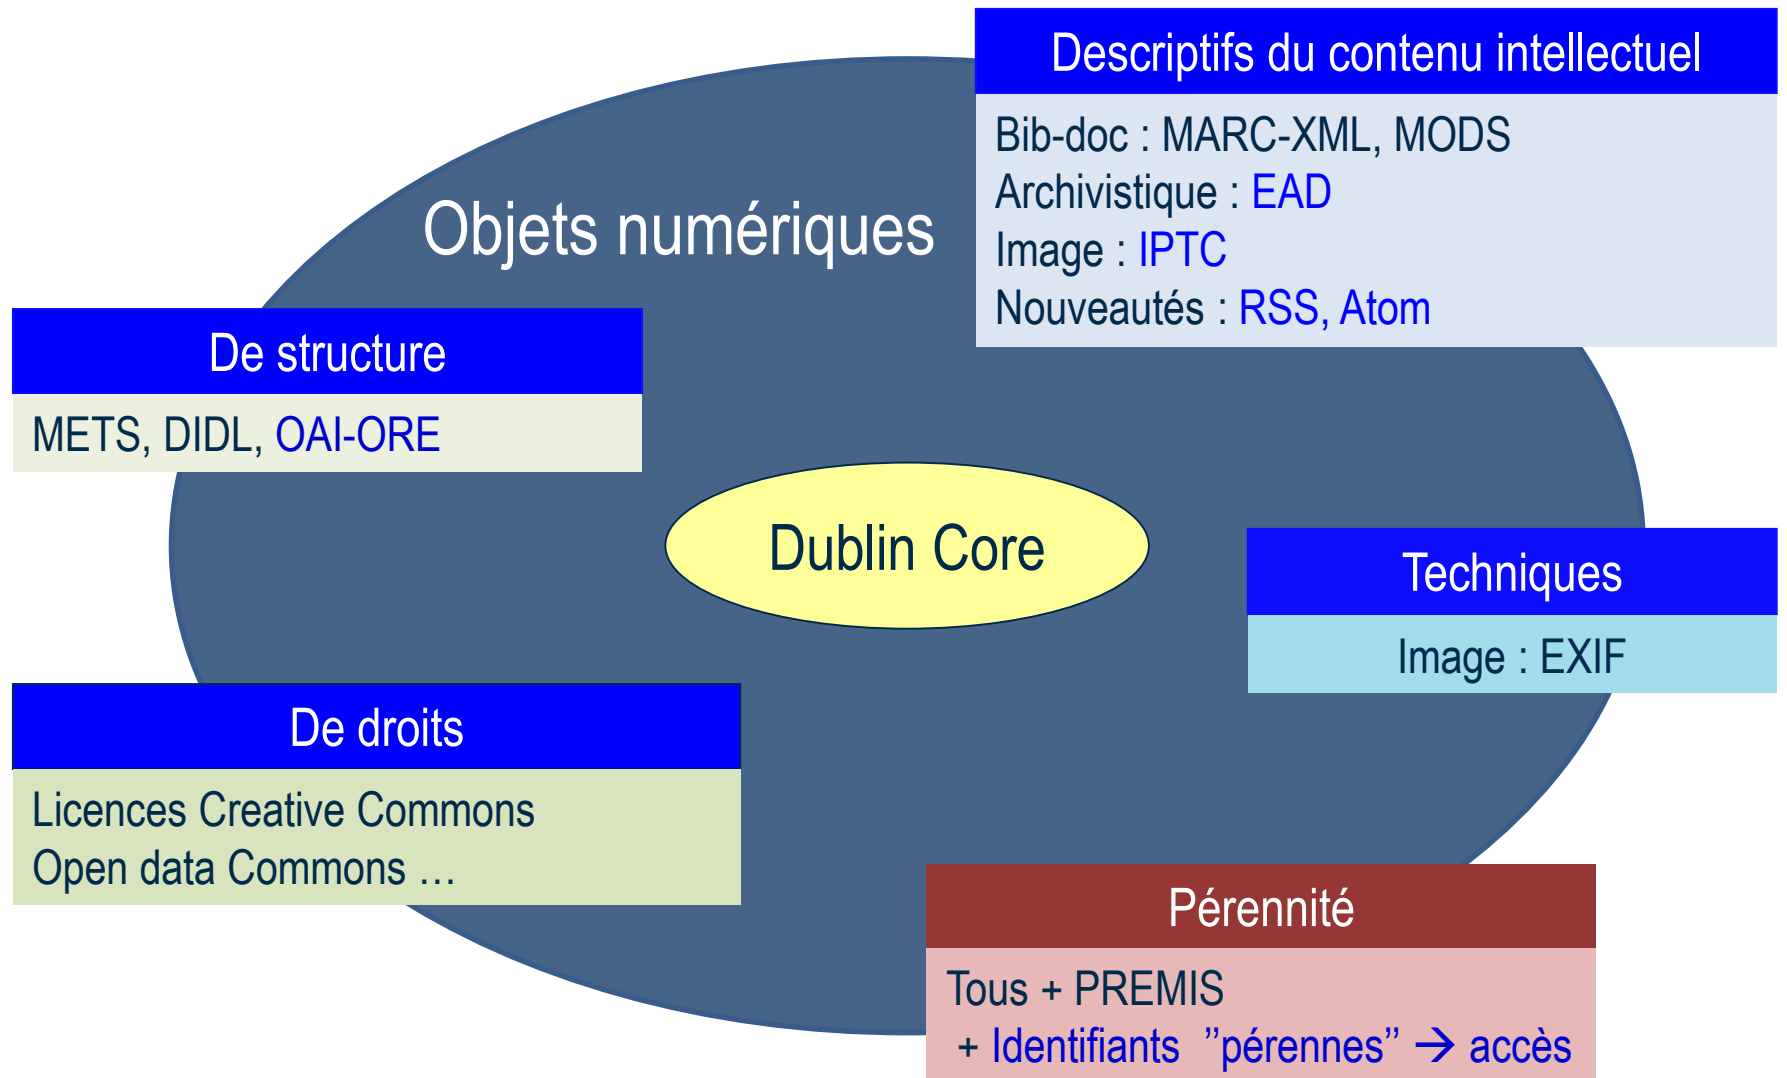 Descriptifs du contenu intellectuel
Bib-doc : MARC-XML, MODS
Archivistique : EAD
Image : IPTC
Nouveautés : RSS, Atom
Objets numériques
De structure
METS, DIDL, OAI-ORE
Dublin Core
Techniques
Image : EXIF
De droits
Licences Creative Commons
Open data Commons …
Pérennité
Tous + PREMIS
+ Identifiants ’’pérennes’’ → accès